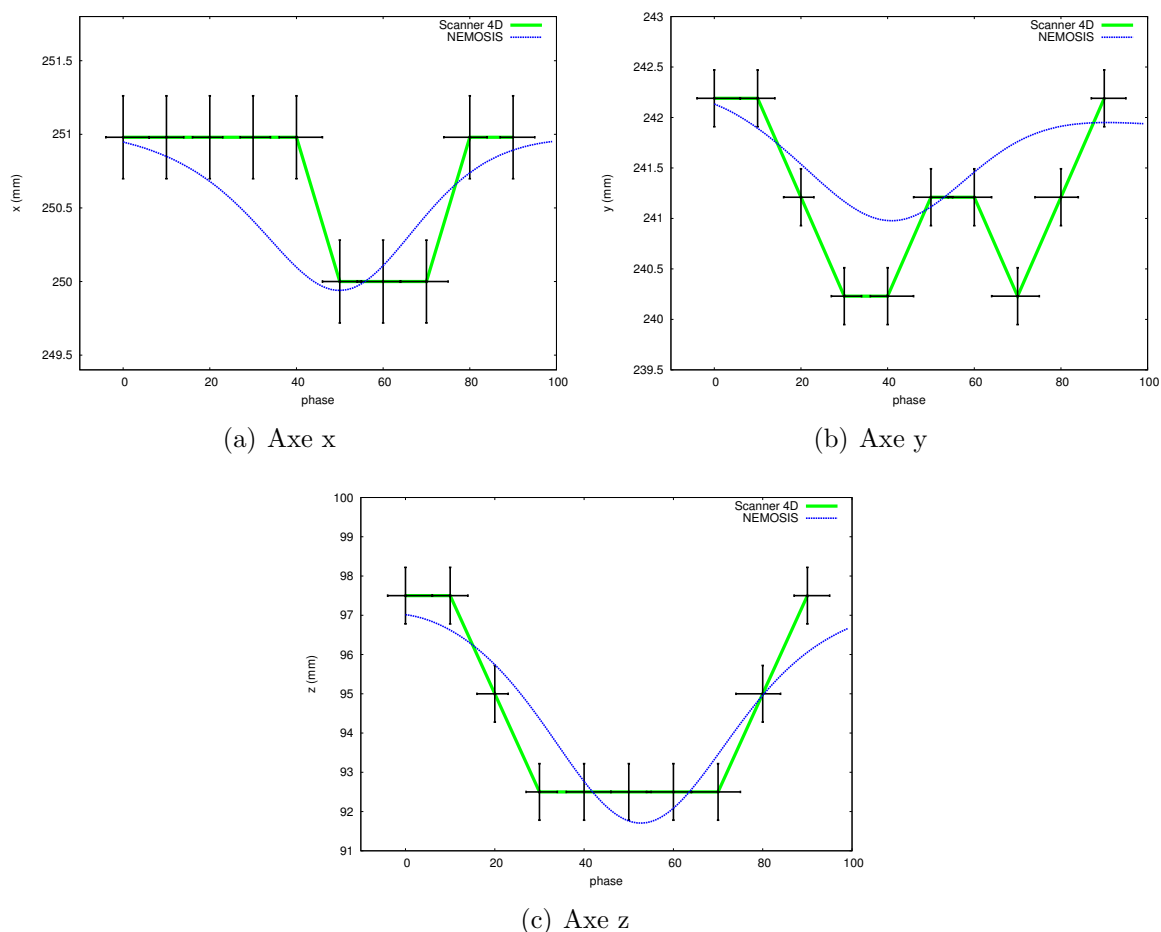 Scanner 4D
NEMOSIS
251.5
251
250.5
250
249.5
x (mm)
0 20 40 60 80 100
phase
(a) Axe x
Scanner 4D
NEMOSIS
243
242.5
242
241.5
241
240.5
240
239.5
y (mm)
0 20 40 60 80 100
phase
(b) Axe y
Scanner 4D
NEMOSIS
100
99
98
97
96
95
94
93
92
91
z (mm)
0 20 40 60 80 100
phase
(c) Axe z